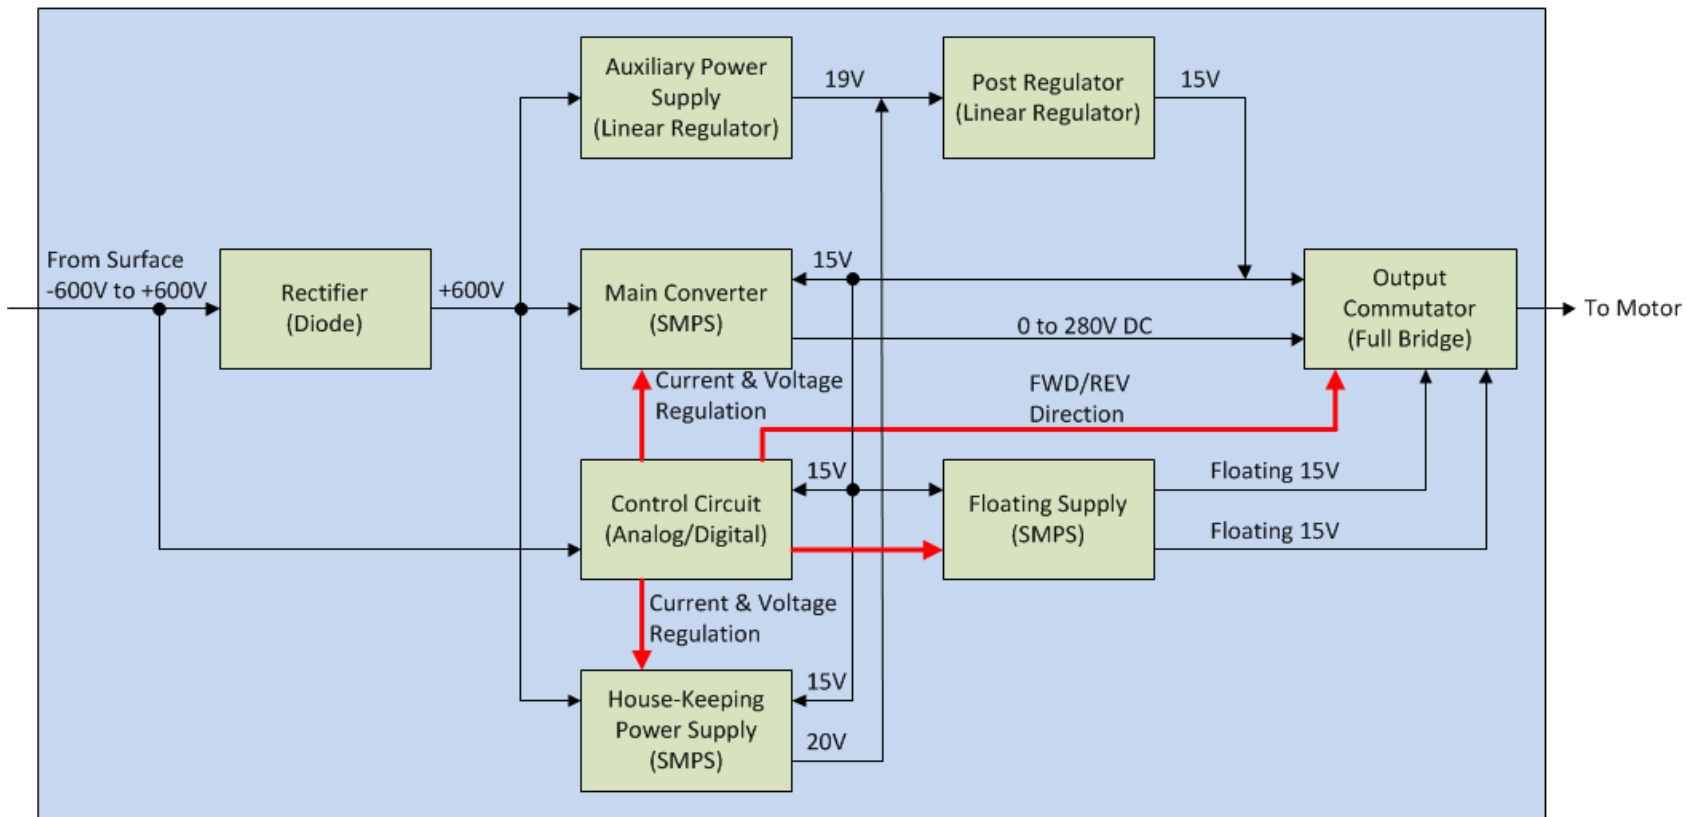 Auxiliary Power
Supply
(Linear Regulator)
19V
Post Regulator
(Linear Regulator)
15V
From Surface
-600V to +600V
Rectifier
(Diode)
+600V
Main Converter
(SMPS)
15V
0 to 280V DC
Output
Commutator
(Full Bridge)
To Motor
Current & Voltage
Regulation
FWD/REV
Direction
Control Circuit
(Analog/Digital)
15V
Floating Supply
(SMPS)
Floating 15V
Floating 15V
Current & Voltage
Regulation
House-Keeping
Power Supply
(SMPS)
15V
20V